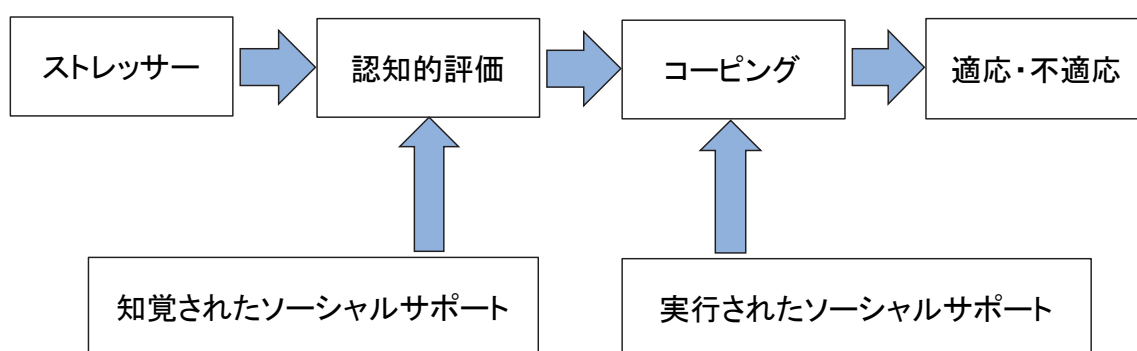 ストレッサー
認知的評価
コーピング
適応・不適応
知覚されたソーシャルサポート
実行されたソーシャルサポート